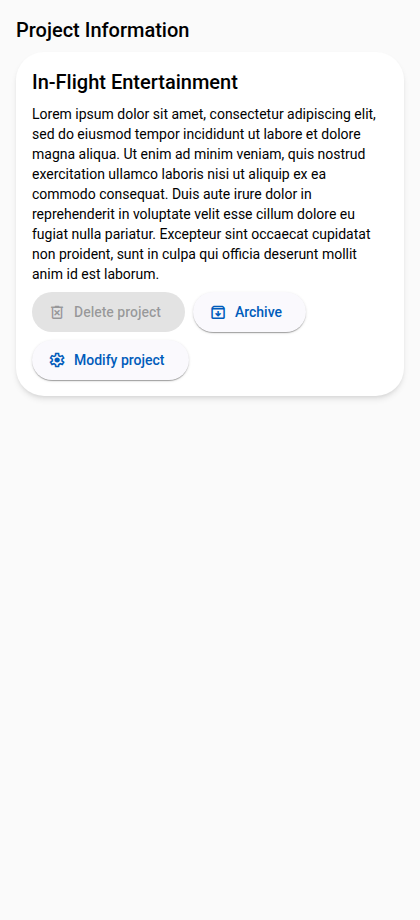 Project Information
In-Flight Entertainment
Lorem ipsum dolor sit amet, consectetur adipiscing elit,
sed do eiusmod tempor incididunt ut labore et dolore
magna aliqua. Ut enim ad minim veniam, quis nostrud
exercitation ullamco laboris nisi ut aliquip ex ea
commodo consequat. Duis aute irure dolor in
reprehenderit in voluptate velit esse cillum dolore eu
fugiat nulla pariatur. Excepteur sint occaecat cupidatat
non proident, sunt in culpa qui officia deserunt mollit
anim id est laborum.
Delete project
Archive
Modify project